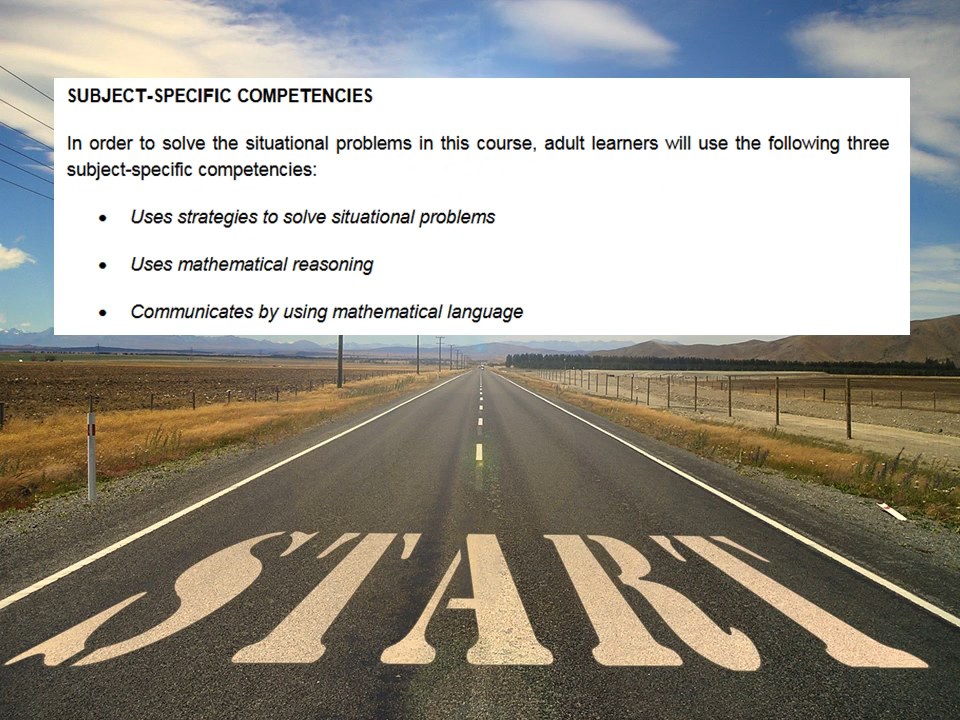 SUBJECT-SPECIFIC COMPETENCIES
In order to solve the situational problems in this course, adult learners will use the following three
subject-specific competencies:
• Uses strategies to solve situational problems
• Uses mathematical reasoning
• Communicates by using mathematical language
START